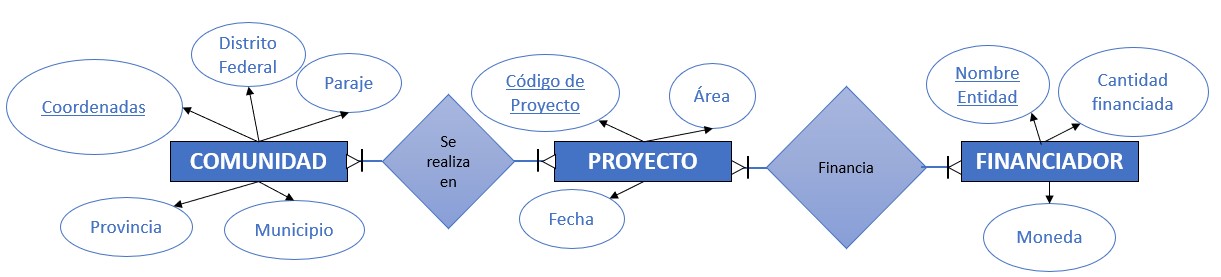 Coordenadas
Distrito
Federal
Paraje
COMUNIDAD
Provincia
Municipio
Se
realiza
en
Código de
Proyecto
Área
PROYECTO
Fecha
Financia
Nombre
Entidad
Cantidad
financiada
FINANCIADOR
Moneda